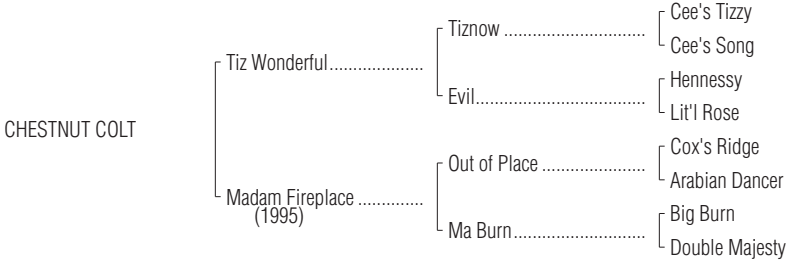 Cee's Tizzy
Tiznow ..............................
Cee's Song
Tiz Wonderful....................
Hennessy
Evil....................................
Lit'l Rose
CHESTNUT COLT
Cox's Ridge
Out of Place ......................
Arabian Dancer
Madam Fireplace ..............
(1995)
Big Burn
Ma Burn............................
Double Majesty